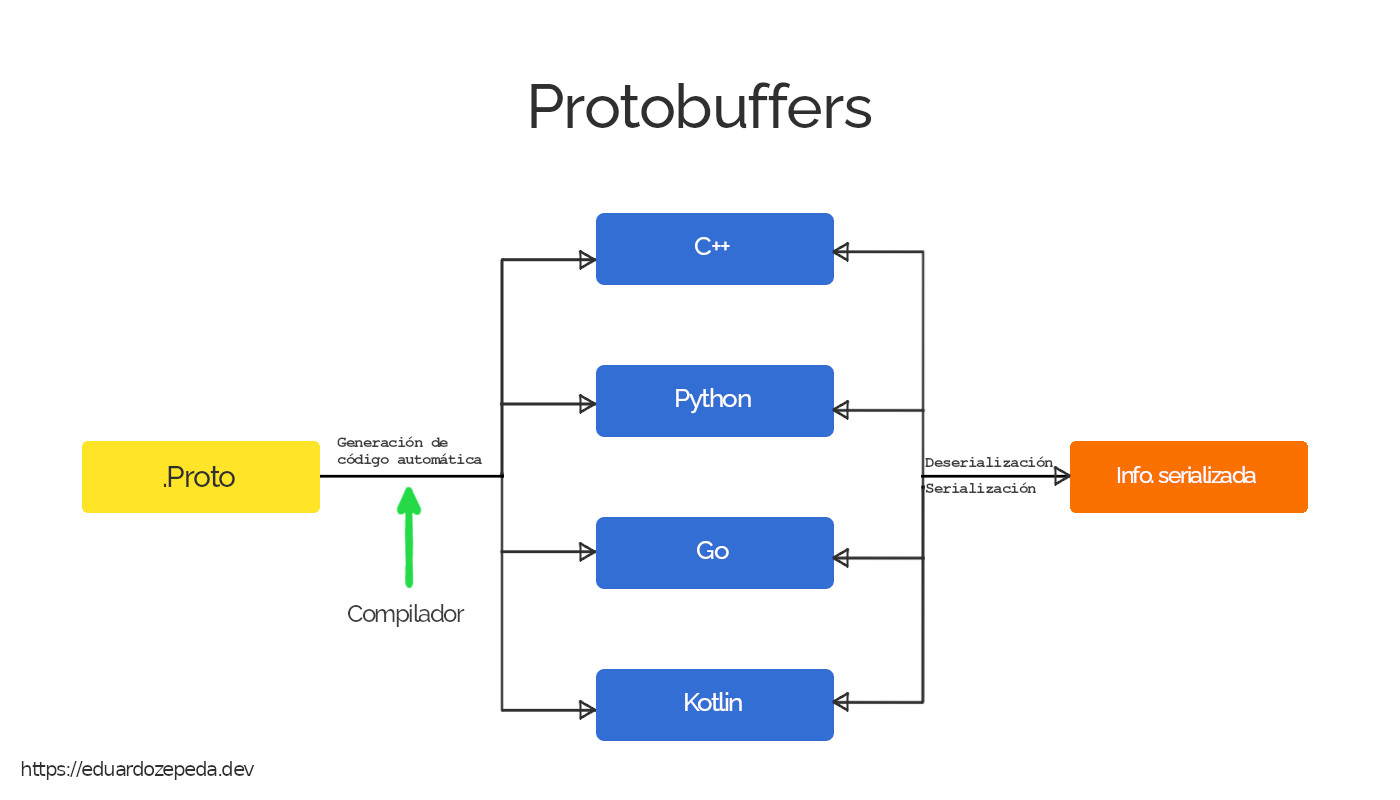 Protobuffers
C++
Python
Generación de
código automática
.Proto
Deserialización
Info. serializada
Serialización
Go
Compilador
Kotlin
https://eduardozepeda.dev